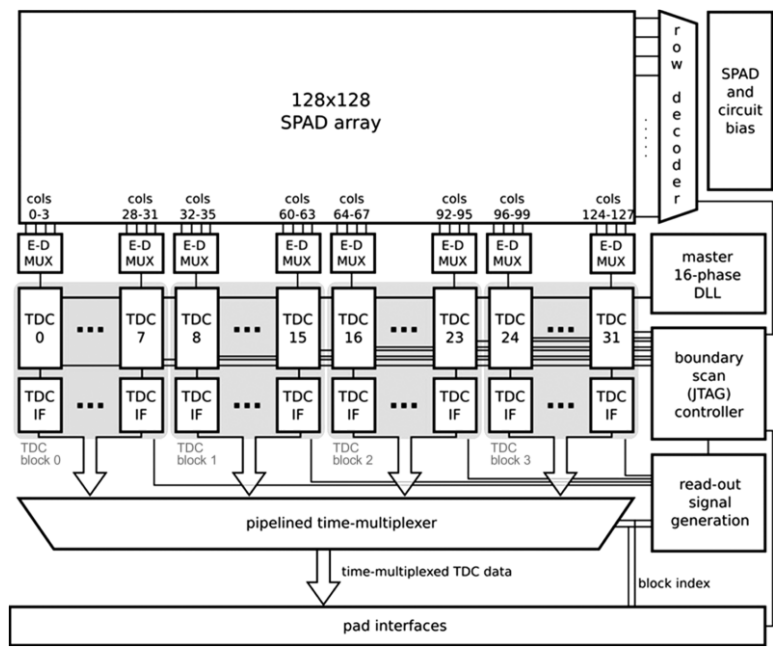 128x128
SPAD array
row decoder
SPAD
and
circuit
bias
cols
0-3
cols
28-31
cols
32-35
cols
60-63
cols
64-67
cols
92-95
cols
96-99
cols
124-127
E-D
MUX
E-D
MUX
E-D
MUX
E-D
MUX
E-D
MUX
E-D
MUX
E-D
MUX
E-D
MUX
master
16-phase
DLL
TDC
0
...
TDC
7
TDC
8
...
TDC
15
TDC
16
...
TDC
23
TDC
24
...
TDC
31
boundary
scan
(JTAG)
controller
TDC
IF
...
TDC
IF
TDC
IF
...
TDC
IF
TDC
IF
...
TDC
IF
TDC
IF
...
TDC
IF
TDC
block 0
TDC
block 1
TDC
block 2
TDC
block 3
read-out
signal
generation
pipelined time-multiplexer
time-multiplexed TDC data
block index
pad interfaces